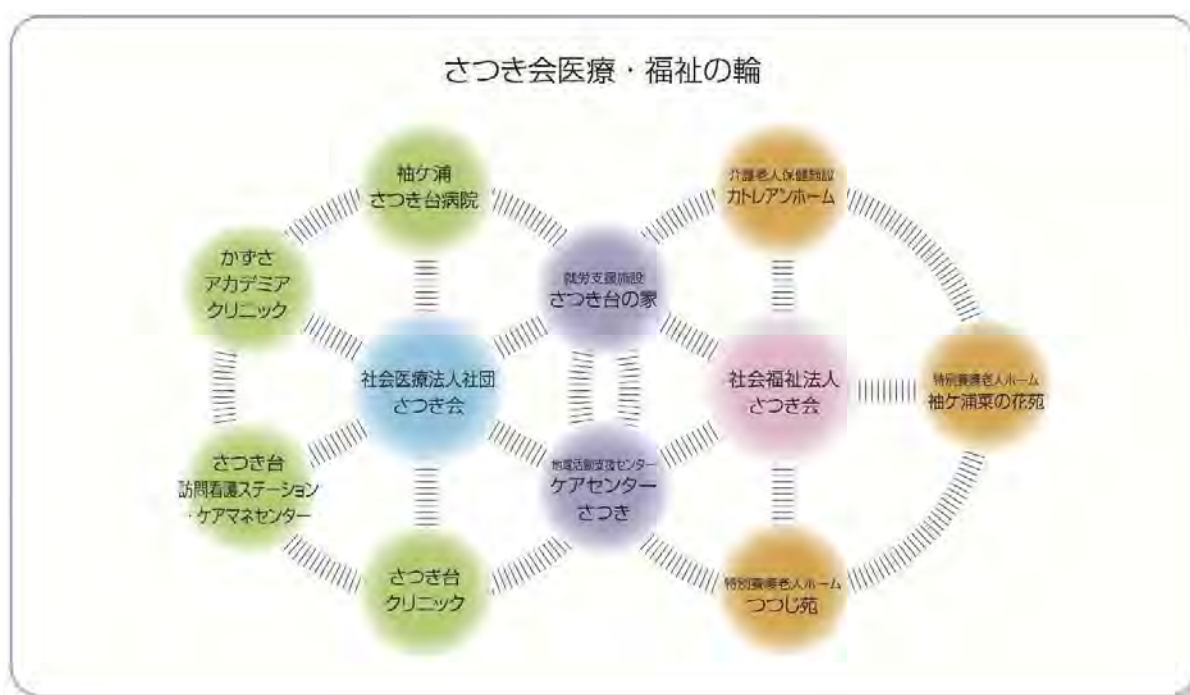 さつき会医療・福祉の輪
袖ケ浦
さつき台病院
介護老人保健施設
カトレアンホーム
かずさ
アカデミア
クリニック
就労支援施設
さつき台の家
社会医療法人社団
さつき会
社会福祉法人
さつき会
特別養護老人ホーム
袖ケ浦菜の花苑
さつき台
訪問看護ステーション
・ケアマネセンター
地域活動支援センター
ケアセンター
さつき
さつき台
クリニック
特別養護老人ホーム
つつじ苑